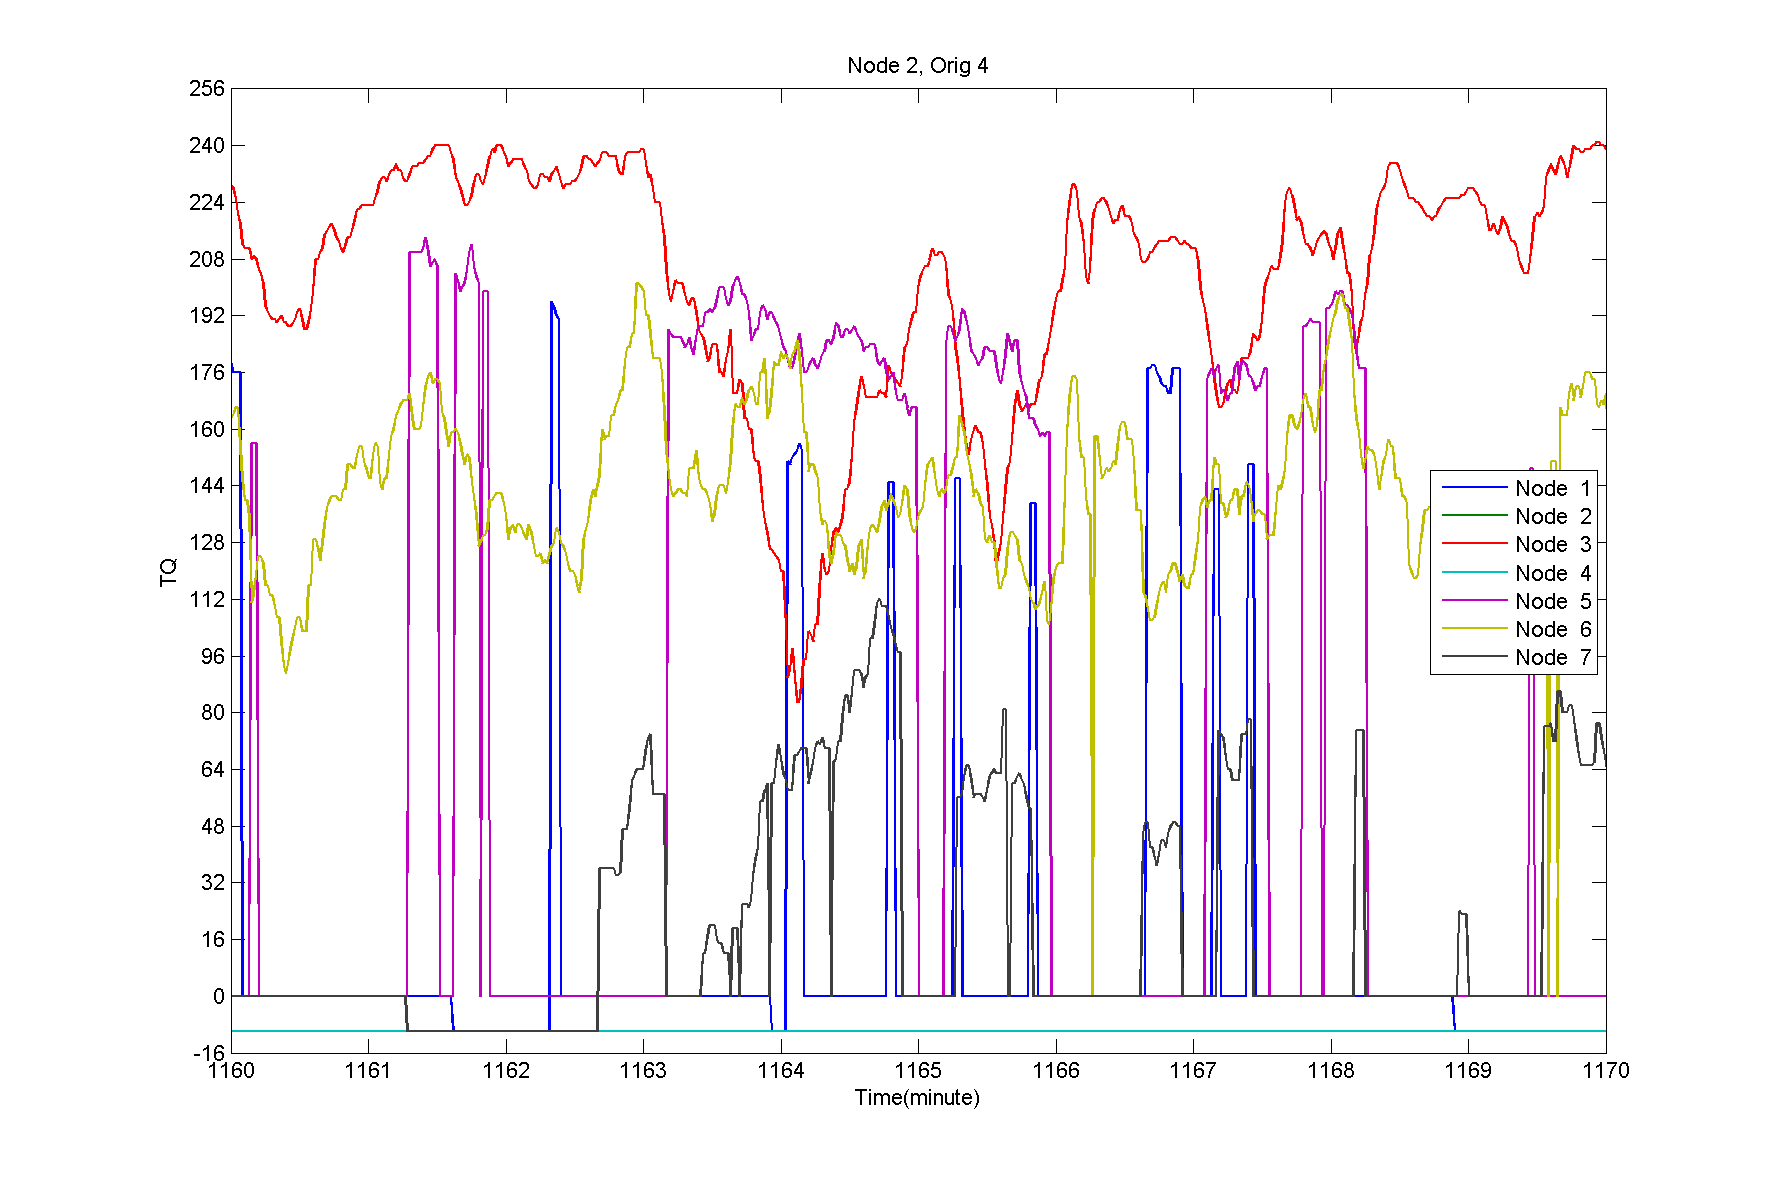 Node 2, Orig 4
256
240
224
208
192
176
160
144
128
112
96
80
64
48
32
16
0
-16
TQ
1160 1161 1162 1163 1164 1165 1166 1167 1168 1169 1170
Time(minute)
Node 1
Node 2
Node 3
Node 4
Node 5
Node 6
Node 7